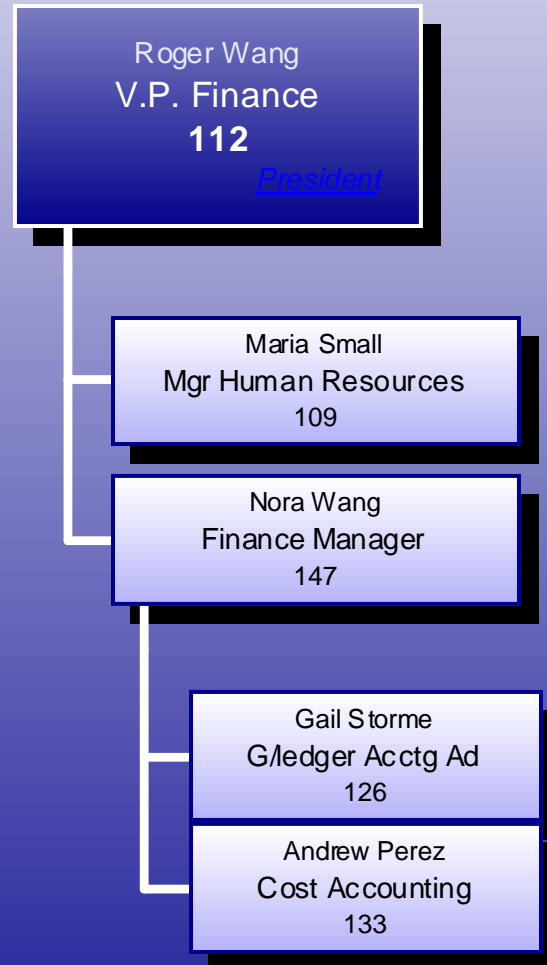 Roger Wang
V.P. Finance
112
President
Maria Small
Mgr Human Resources
109
Nora Wang
Finance Manager
147
Gail Storme
G/ledger Acctg Ad
126
Andrew Perez
Cost Accounting
133